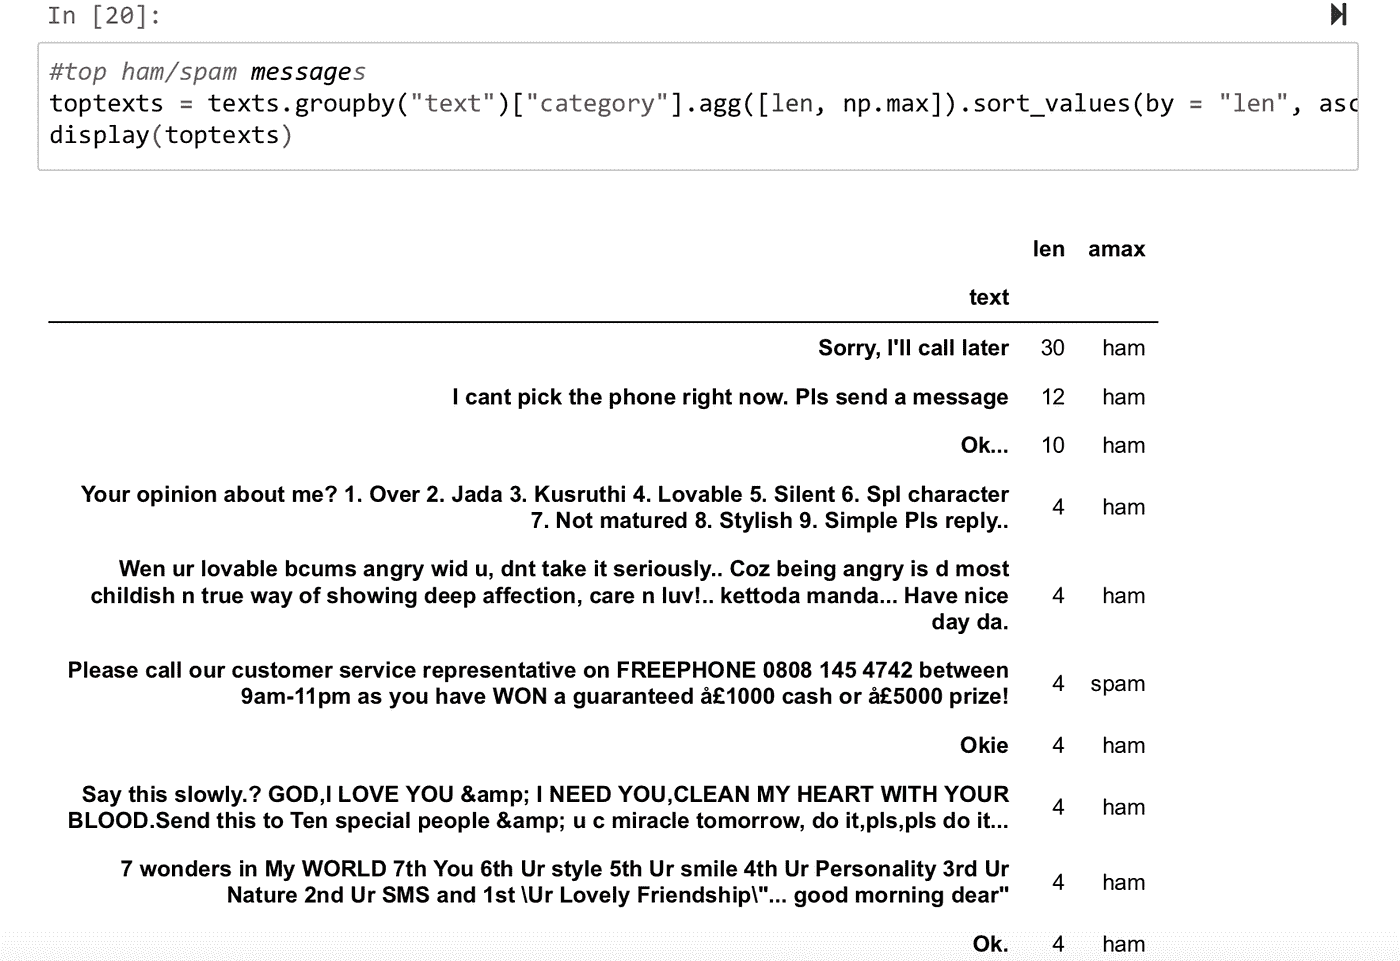 In [20]:
#top ham/spam messages
toptexts = texts.groupby("text")["category"].agg([len, np.max]).sort_values(by = "len", asc
display(toptexts)
len amax
text
Sorry, I'll call later 30 ham
I cant pick the phone right now. Pls send a message 12 ham
Ok... 10 ham
Your opinion about me? 1. Over 2. Jada 3. Kusruthi 4. Lovable 5. Silent 6. Spl character
7. Not matured 8. Stylish 9. Simple Pls reply.. 4 ham
Wen ur lovable bcums angry wid u, dnt take it seriously.. Coz being angry is d most
childish n true way of showing deep affection, care n luv!.. kettoda manda... Have nice 4 ham
day da.
Please call our customer service representative on FREEPHONE 0808 145 4742 between
9am-11pm as you have WON a guaranteed å£1000 cash or å£5000 prize! 4 spam
Okie 4 ham
Say this slowly.? GOD,I LOVE YOU &amp; I NEED YOU,CLEAN MY HEART WITH YOUR
BLOOD.Send this to Ten special people &amp; u c miracle tomorrow, do it,pls,pls do it... 4 ham
7 wonders in My WORLD 7th You 6th Ur style 5th Ur smile 4th Ur Personality 3rd Ur
Nature 2nd Ur SMS and 1st \Ur Lovely Friendship\"... good morning dear" 4 ham
Ok. 4 ham